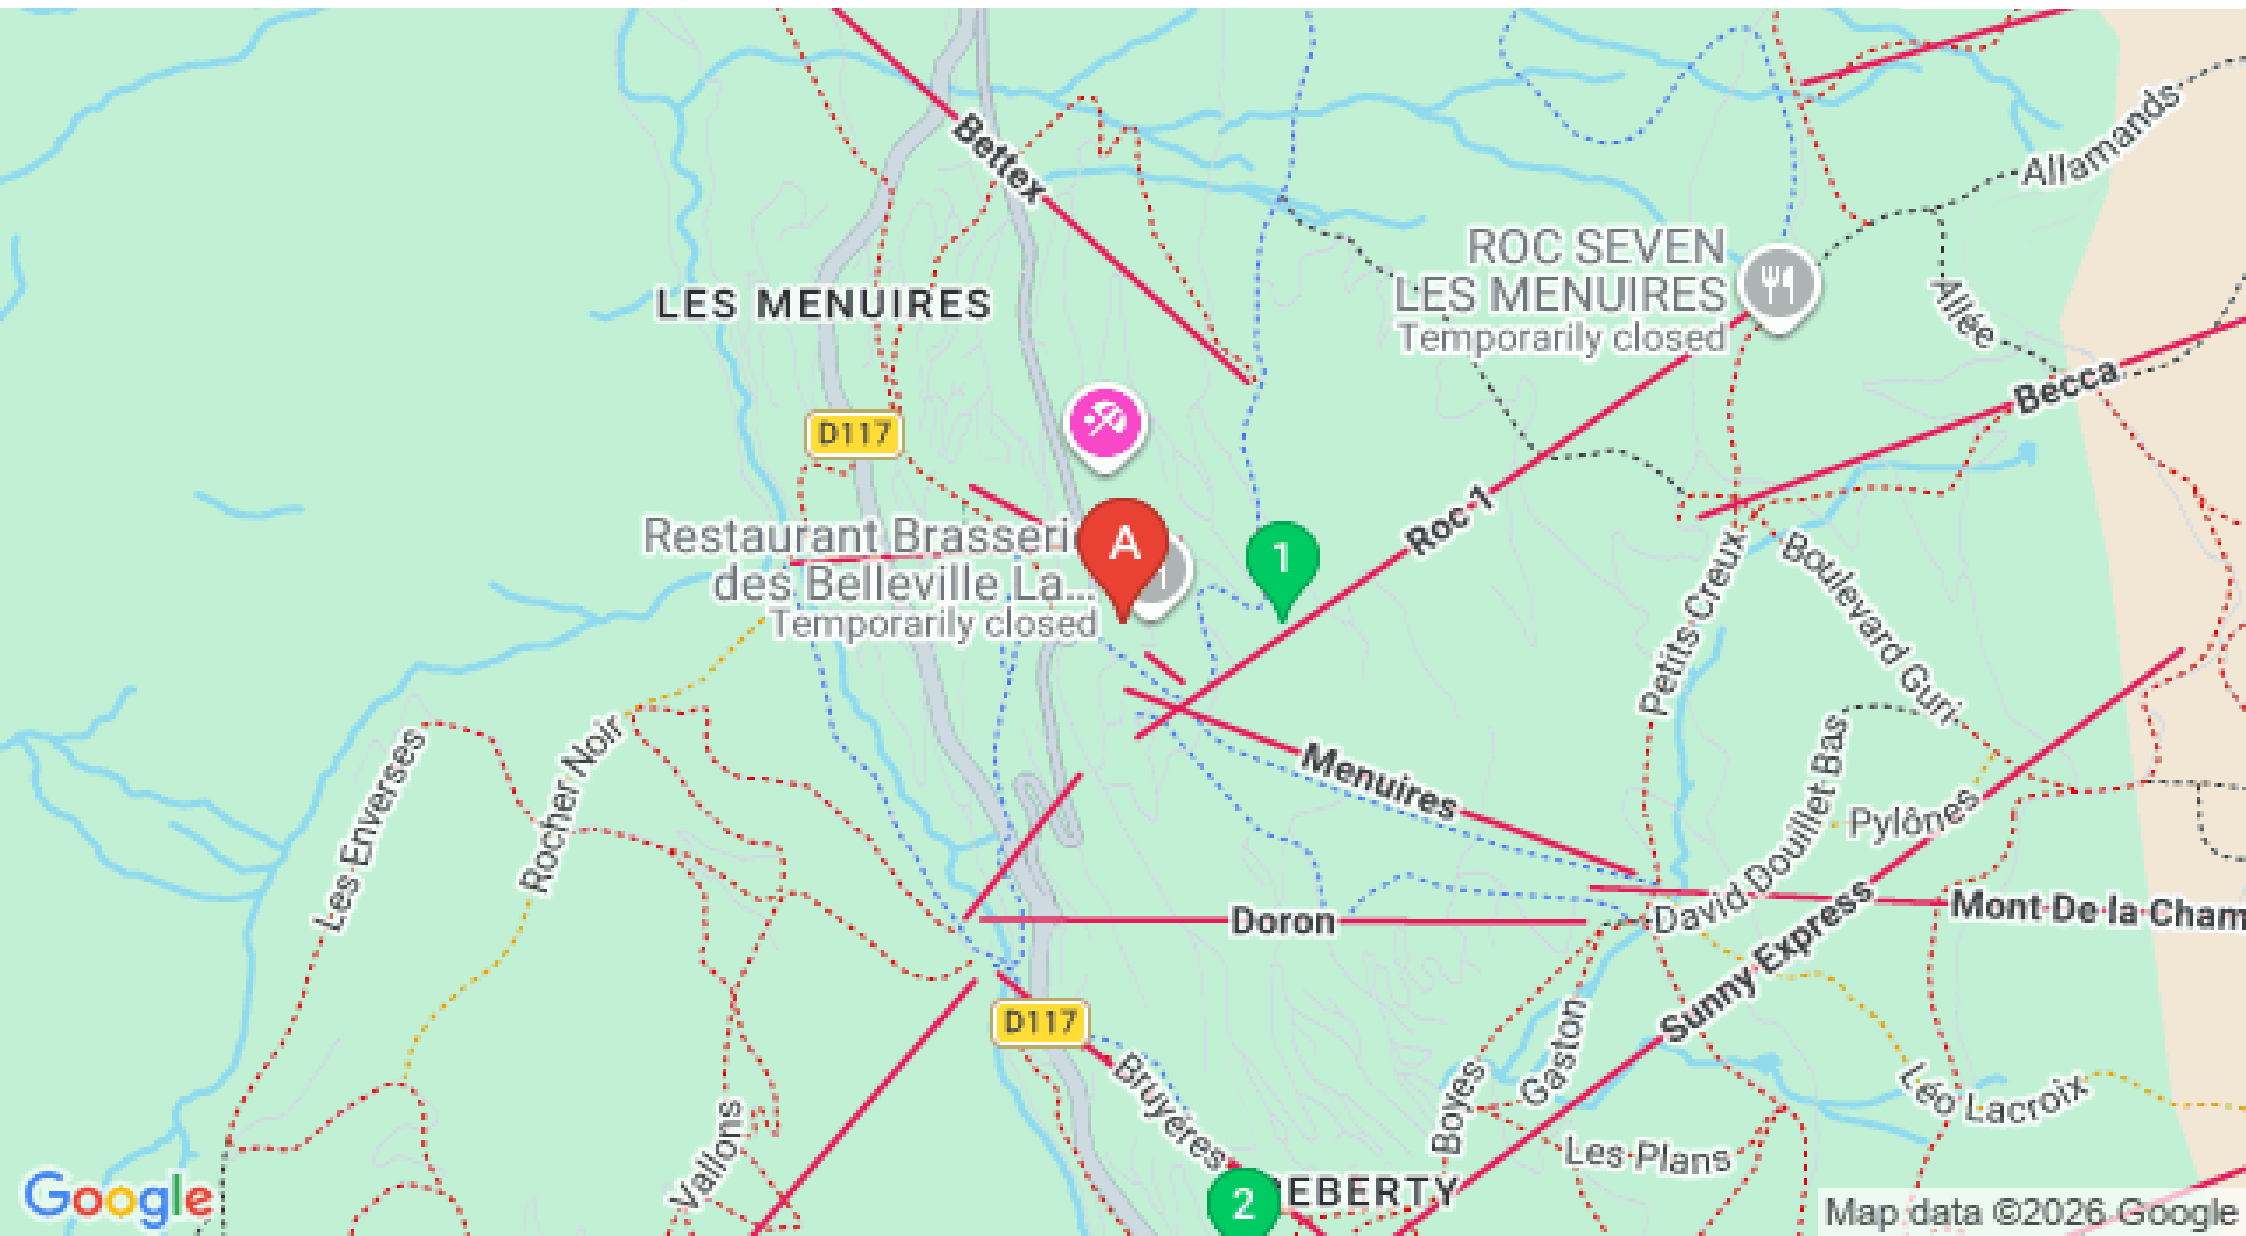 Allamands
Bettex
ROC SEVEN
LES MENUIRES
Temporarily closed
LES MENUIRES
Allée
Becca
D117
Roc 1
Restaurant Brasserie
des Belleville La...
Temporarily closed
A
1
Petits Creux
Boulevard Guri
Les Enverses
Rocher Noir
Menuires
David Douillet Bas
Pylônes
Doron
Mont De la Cham
Sunny Express
D117
Bruyères
Gaston
Boyes
Léo Lacroix
Vallons
Les Plans
2
EBERTY
Google
Map data ©2026 Google